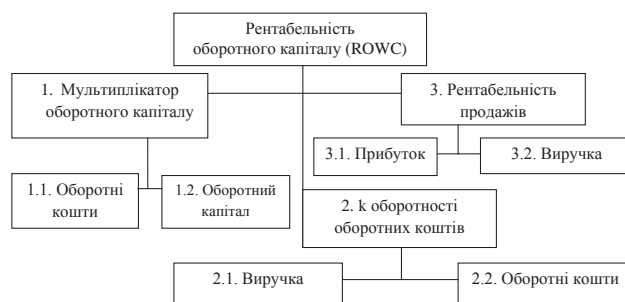 Рентабельність
оборотного капіталу (ROWC)
1. Мультиплікатор
оборотного капіталу
3. Рентабельність
продажів
3.1. Прибуток
3.2. Виручка
1.1. Оборотні
кошти
1.2. Оборотний
капітал
2. k оборотності
оборотних коштів
2.1. Виручка
2.2. Оборотні кошти